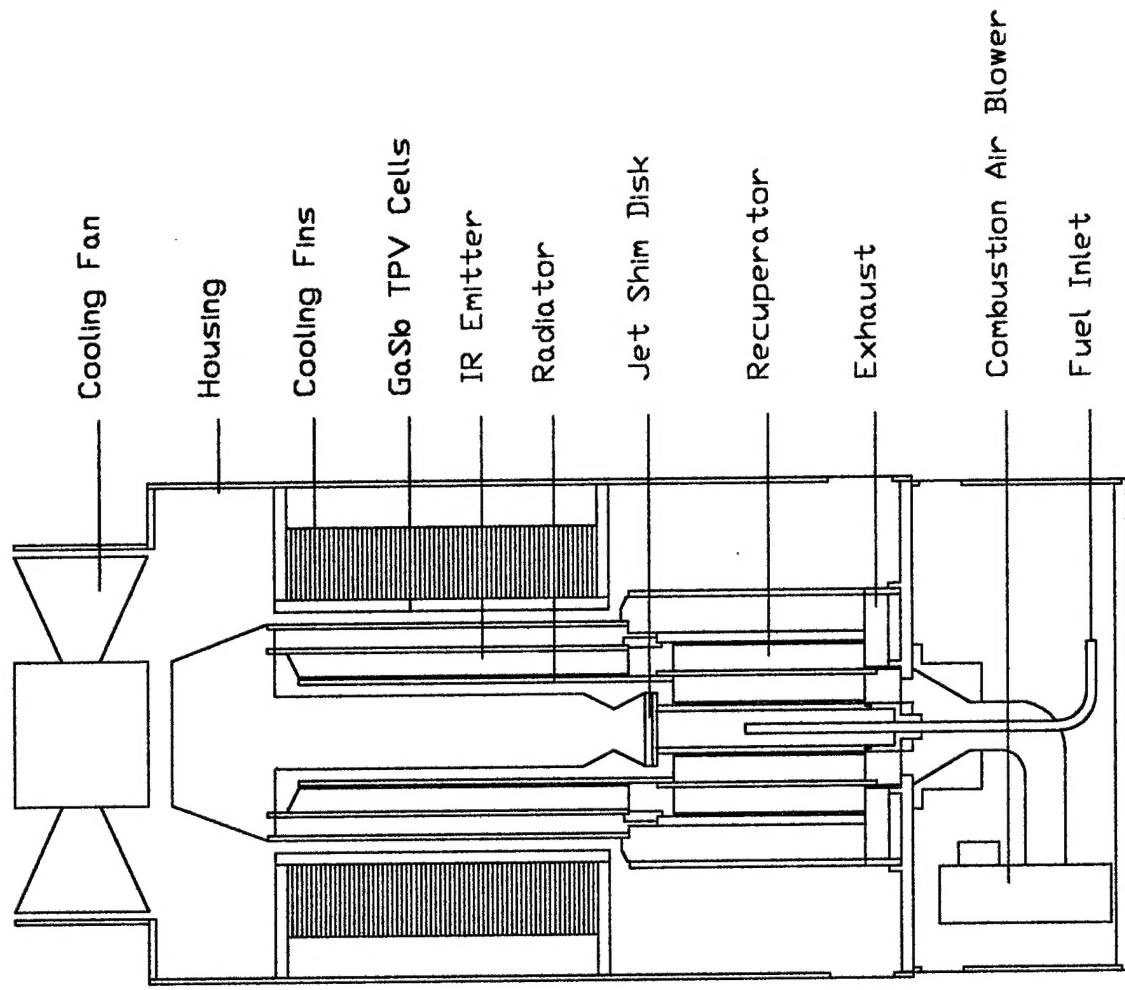 Cooling Fan
Housing
Cooling Fins
GaSb TPV Cells
IR Emitter
Radiator
Jet Shim Disk
Recuperator
Exhaust
Combustion Air Blower
Fuel Inlet